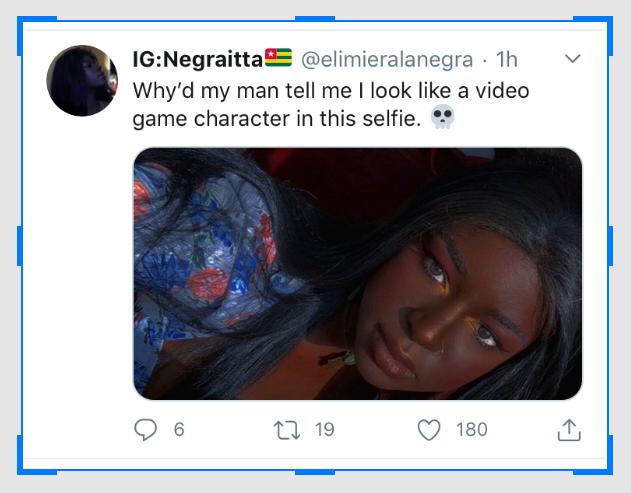 IG:Negraitta🇹🇬 @elimieralanegra · 1h
Why'd my man tell me I look like a video
game character in this selfie. 💀
6 19 180